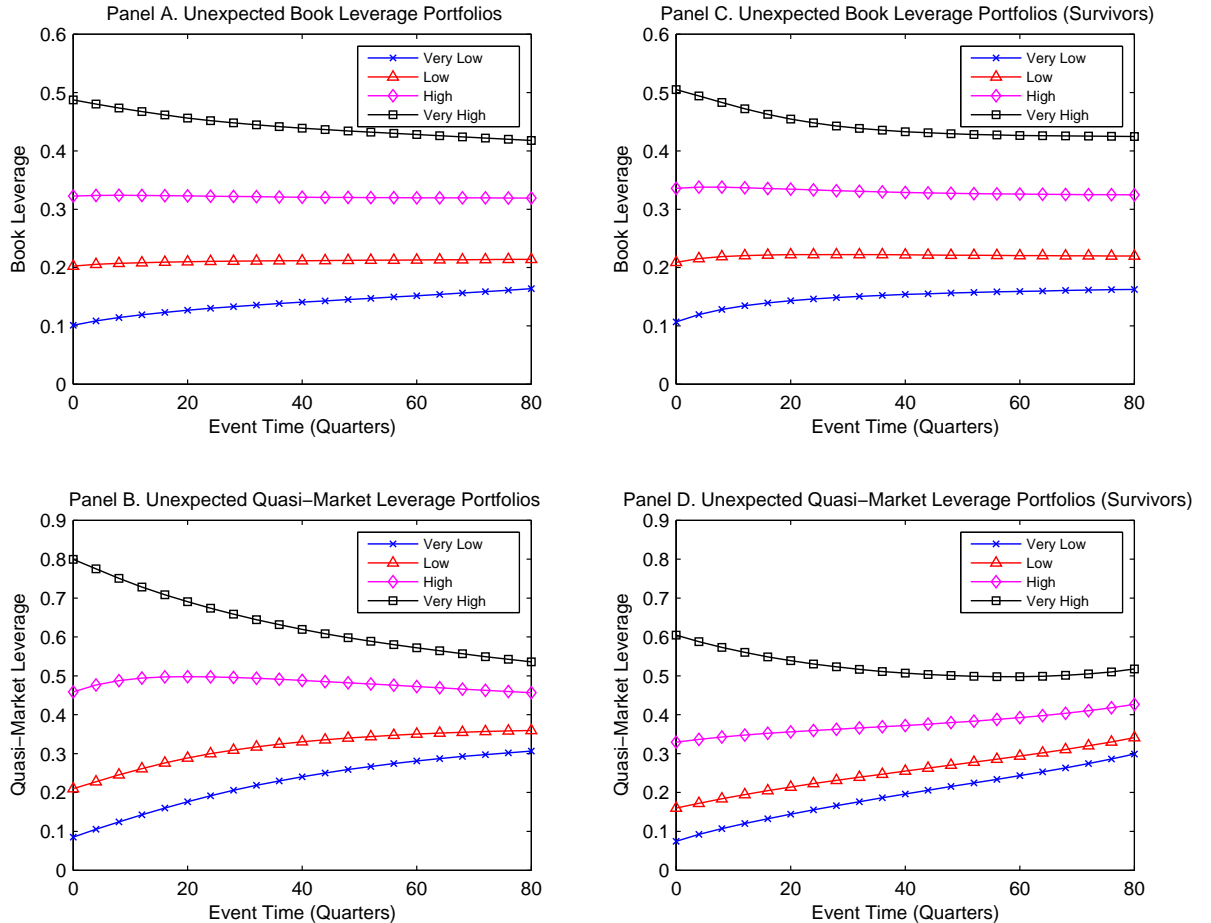 Panel A. Unexpected Book Leverage Portfolios
0.6
0.5
0.4
0.3
0.2
0.1
0
Book Leverage
0 20 40 60 80
Event Time (Quarters)
Very Low
Low
High
Very High
Panel C. Unexpected Book Leverage Portfolios (Survivors)
0.6
0.5
0.4
0.3
0.2
0.1
0
Book Leverage
0 20 40 60 80
Event Time (Quarters)
Very Low
Low
High
Very High
Panel B. Unexpected Quasi−Market Leverage Portfolios
0.9
0.8
0.7
0.6
0.5
0.4
0.3
0.2
0.1
0
Quasi−Market Leverage
0 20 40 60 80
Event Time (Quarters)
Very Low
Low
High
Very High
Panel D. Unexpected Quasi−Market Leverage Portfolios (Survivors)
0.9
0.8
0.7
0.6
0.5
0.4
0.3
0.2
0.1
0
Quasi−Market Leverage
0 20 40 60 80
Event Time (Quarters)
Very Low
Low
High
Very High